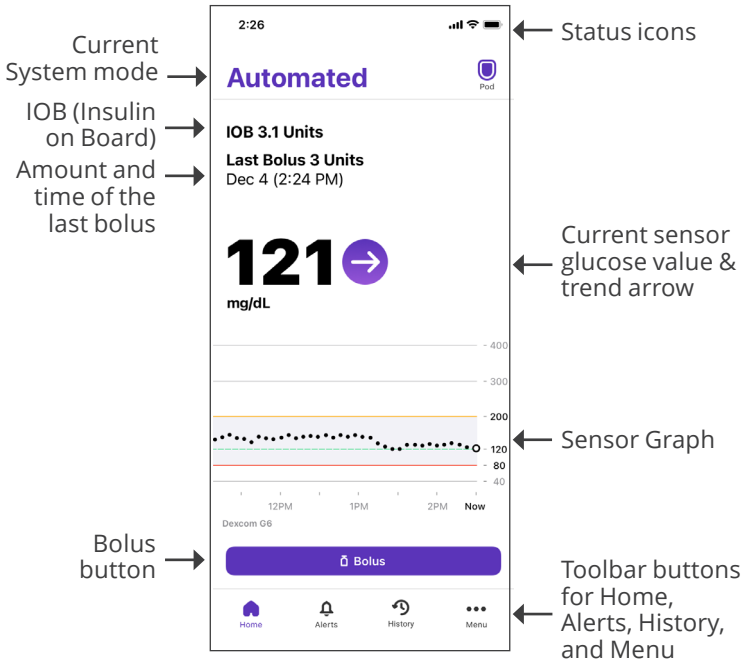 Current
System mode
IOB (Insulin
on Board)
Amount and
time of the
last bolus
Bolus
button
2:26
Automated
Pod
IOB 3.1 Units
Last Bolus 3 Units
Dec 4 (2:24 PM)
121
mg/dL
400
300
200
120
80
40
12PM
1PM
2PM
Now
Dexcom G6
Bolus
Home
Alerts
History
Menu
Status icons
Current sensor
glucose value &
trend arrow
Sensor Graph
Toolbar buttons
for Home,
Alerts, History,
and Menu